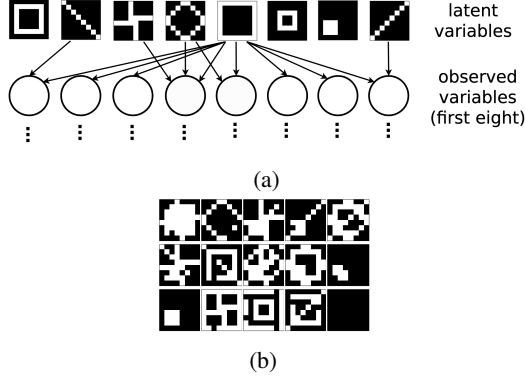 latent
variables
observed
variables
(first eight)
(a)
(b)